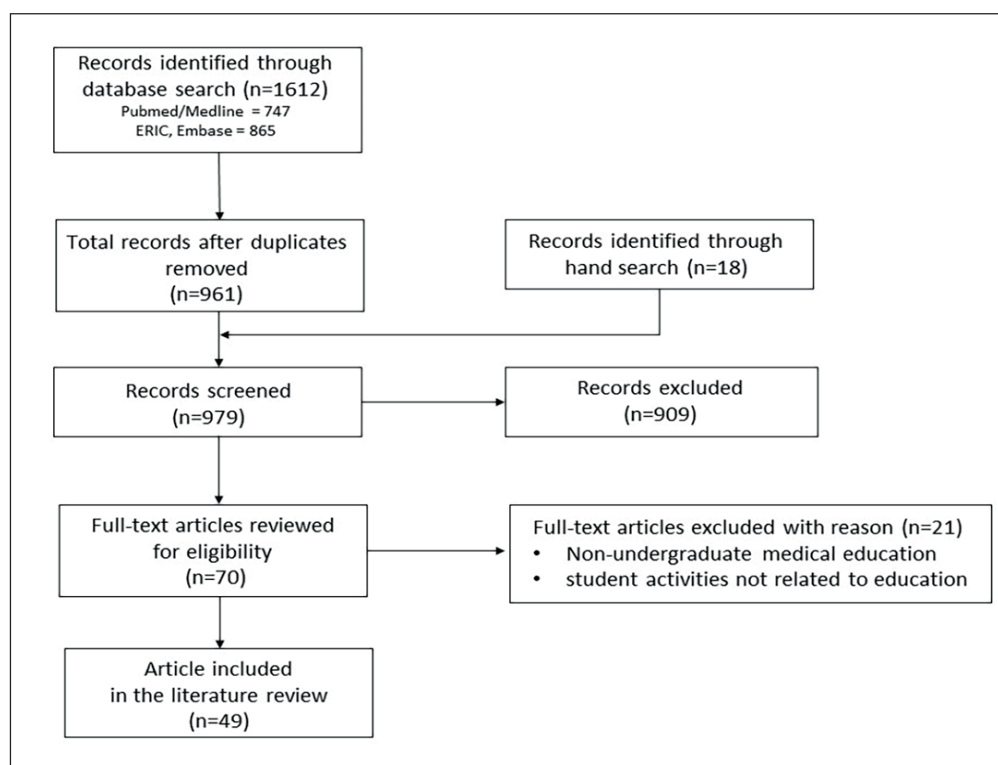 Records identified through
database search (n=1612)
Pubmed/Medline = 747
ERIC, Embase = 865
Total records after duplicates
removed
(n=961)
Records identified through
hand search (n=18)
Records screened
(n=979)
Records excluded
(n=909)
Full-text articles reviewed
for eligibility
(n=70)
Full-text articles excluded with reason (n=21)
• Non-undergraduate medical education
• student activities not related to education
Article included
in the literature review
(n=49)